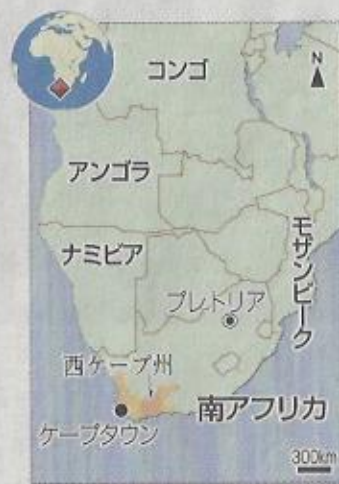 コンゴ
N
アンゴラ
ナミビア
モザンビーク
プレトリア
西ケープ州
南アフリカ
ケープタウン
300km